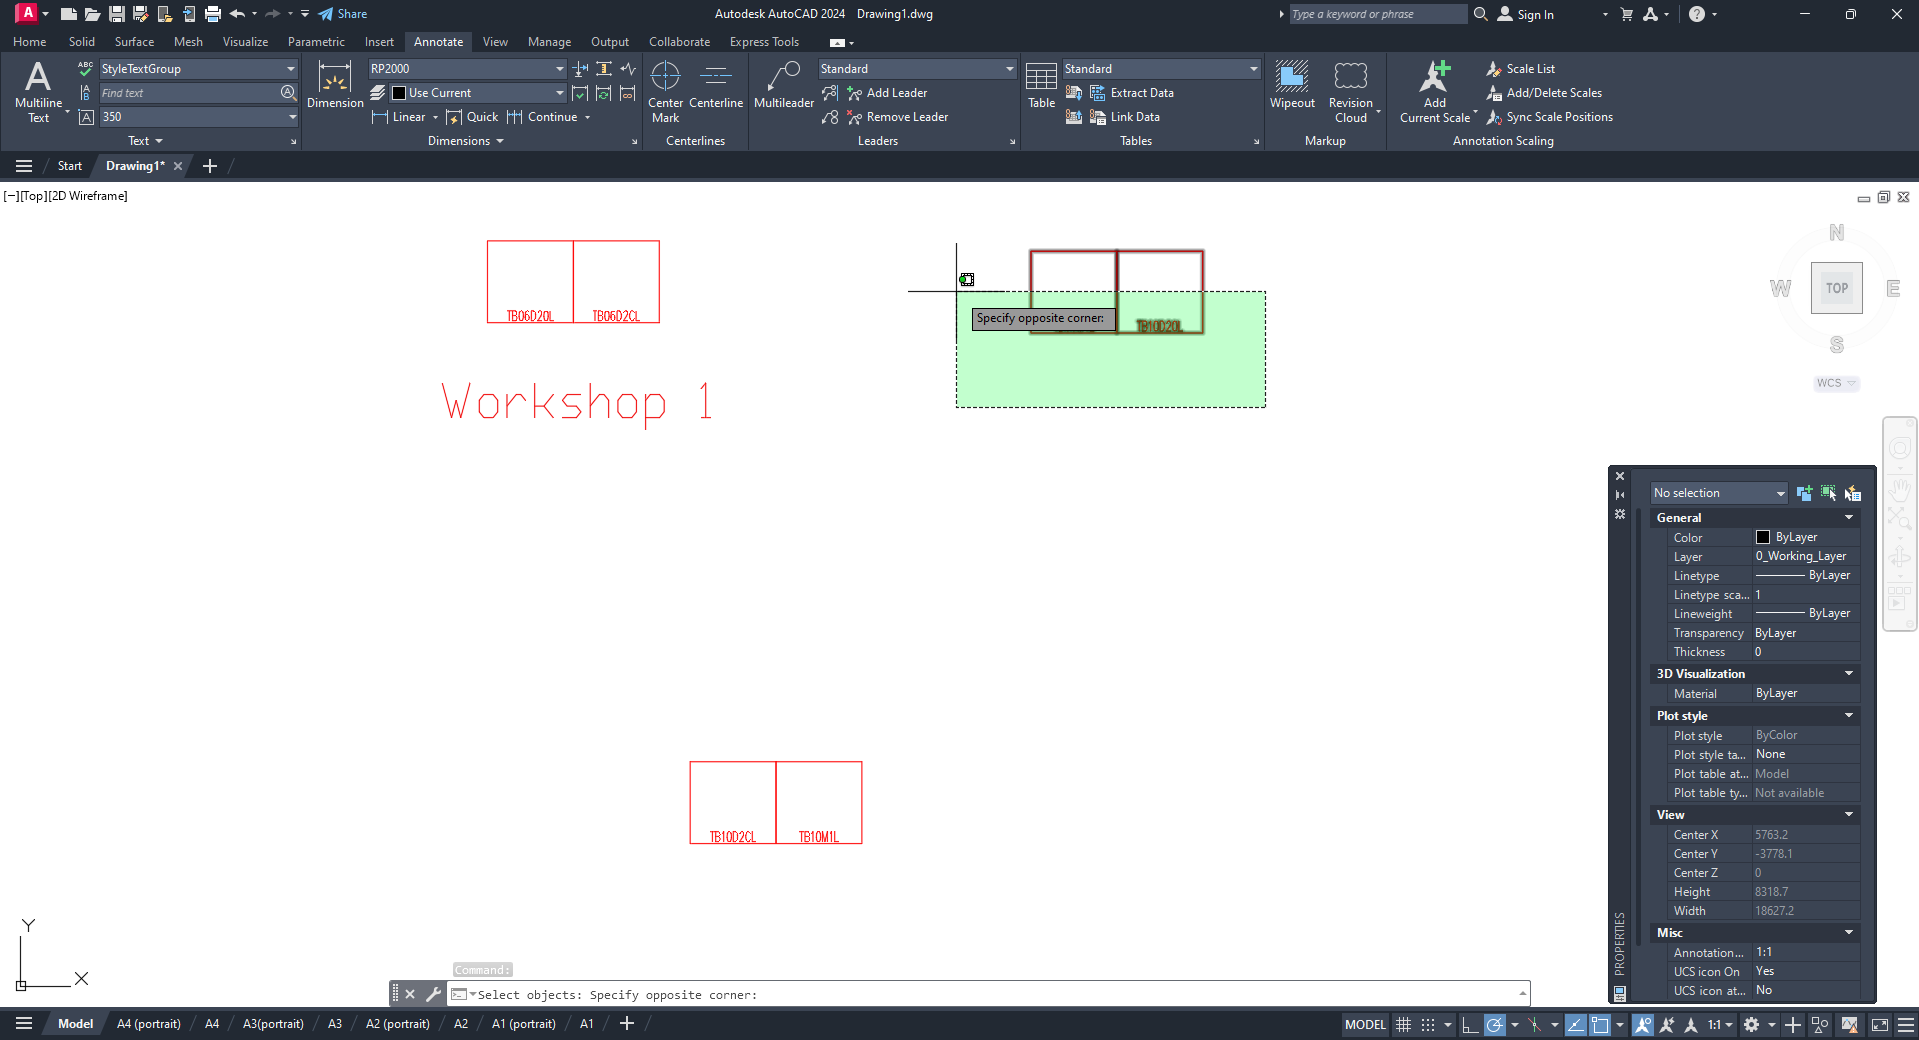 A
Share
Autodesk AutoCAD 2024 Drawing1.dwg
Type a keyword or phrase
Sign In
Home Solid Surface Mesh Visualize Parametric Insert Annotate View Manage Output Collaborate Express Tools
Multiline Text
ABC
StyleTextGroup
Find text
350
Text
Dimension
RP2000
Use Current
Linear Quick Continue
Dimensions
Center Mark
Centerline
Centerlines
Multileader
Standard
Add Leader
Remove Leader
Leaders
Table
Standard
Extract Data
Link Data
Tables
Wipeout
Revision Cloud
Markup
Add Current Scale
Scale List
Add/Delete Scales
Sync Scale Positions
Annotation Scaling
Start Drawing1*
[−][Top][2D Wireframe]
TB06D20L TB06D2CL
Workshop 1
Specify opposite corner:
TB10D20L
TB10D2CL TB10M1L
N
W TOP E
S
WCS
No selection
General
Color ByLayer
Layer 0_Working_Layer
Linetype ByLayer
Linetype sca... 1
Lineweight ByLayer
Transparency ByLayer
Thickness 0
3D Visualization
Material ByLayer
Plot style
Plot style ByColor
Plot style ta... None
Plot table at... Model
Plot table ty... Not available
View
Center X 5763.2
Center Y -3778.1
Center Z 0
Height 8318.7
Width 18627.2
Misc
Annotation... 1:1
UCS icon On Yes
UCS icon at... No
PROPERTIES
Y
X
Command:
Select objects: Specify opposite corner:
Model A4 (portrait) A4 A3(portrait) A3 A2 (portrait) A2 A1 (portrait) A1
MODEL 1:1